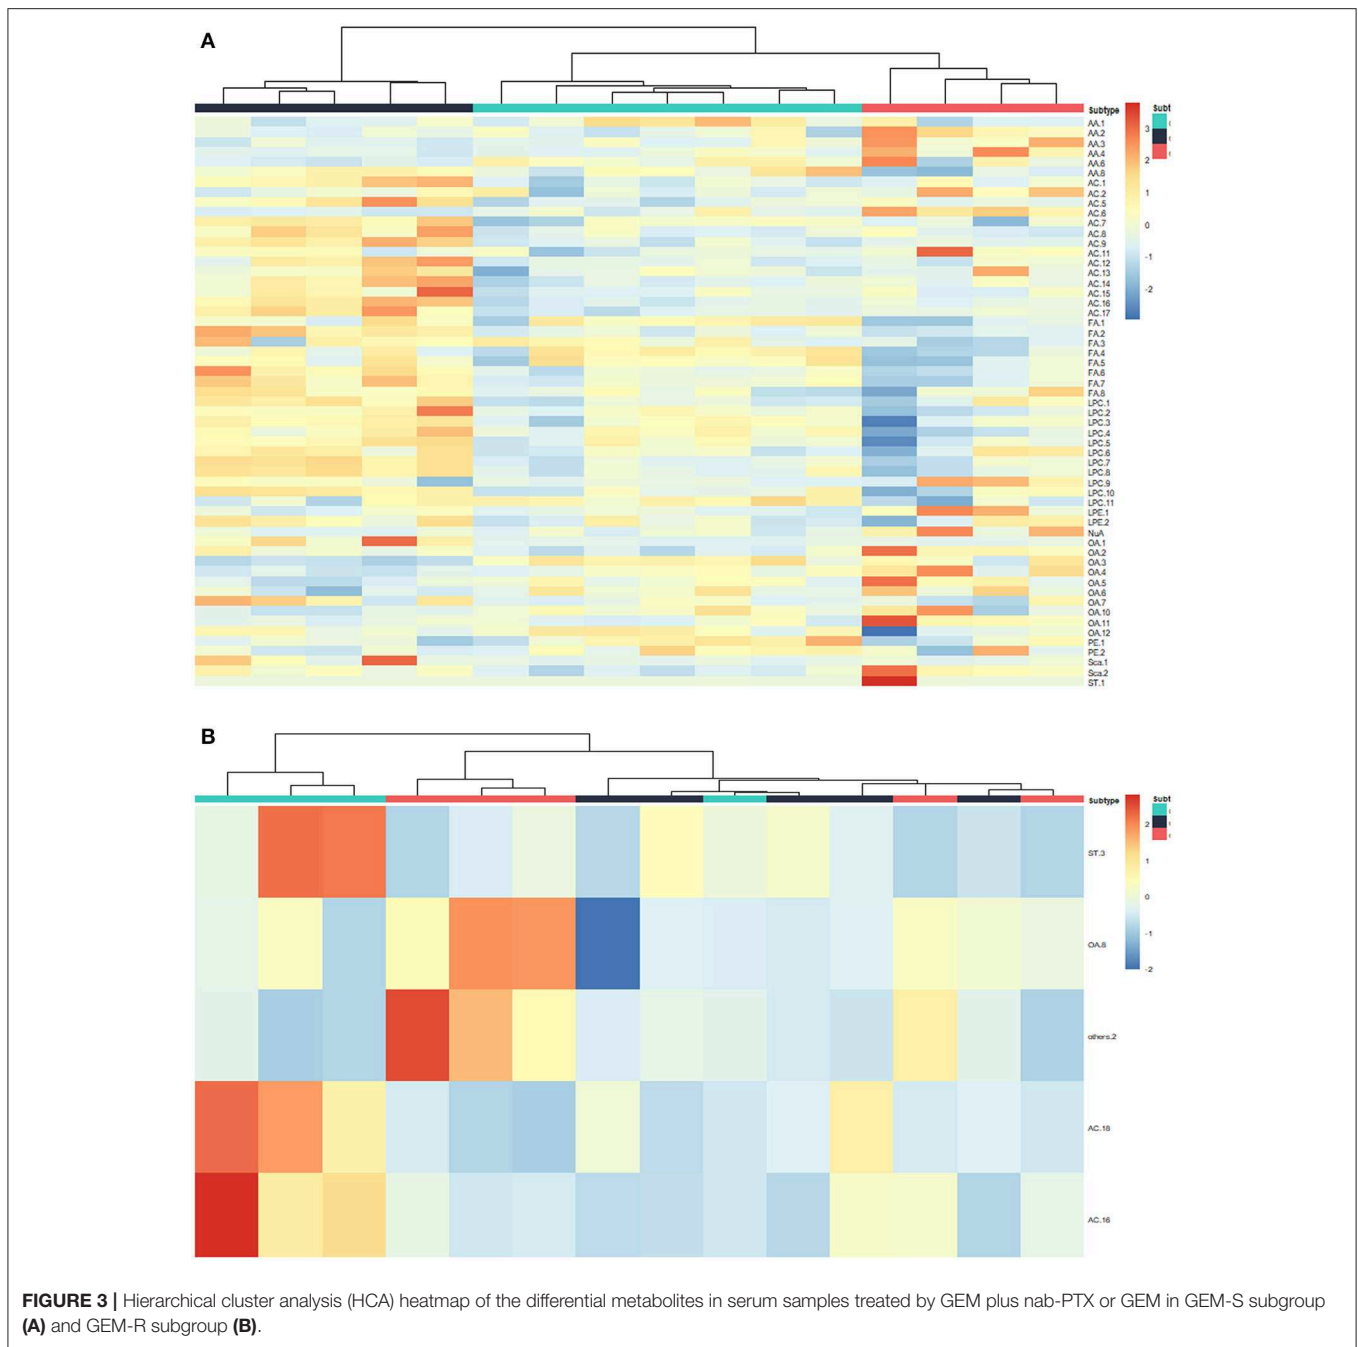 A
Subtype
Subt
3
2
1
0
-1
-2
AA.1
AA.2
AA.3
AA.4
AA.6
AA.8
AC.1
AC.2
AC.5
AC.6
AC.7
AC.8
AC.9
AC.11
AC.12
AC.13
AC.14
AC.15
AC.16
AC.17
FA.1
FA.2
FA.3
FA.4
FA.5
FA.6
FA.7
FA.8
LPC.1
LPC.2
LPC.3
LPC.4
LPC.5
LPC.6
LPC.7
LPC.8
LPC.9
LPC.10
LPC.11
LPE.1
LPE.2
NuA
OA.1
OA.2
OA.3
OA.4
OA.5
OA.6
OA.7
OA.10
OA.11
OA.12
PE.1
PE.2
Sca.1
Sca.2
ST.1
B
Subtype
Subt
2
1
0
-1
-2
ST.3
OA.8
others.2
AC.18
AC.16
FIGURE 3 | Hierarchical cluster analysis (HCA) heatmap of the differential metabolites in serum samples treated by GEM plus nab-PTX or GEM in GEM-S subgroup
(A) and GEM-R subgroup (B).